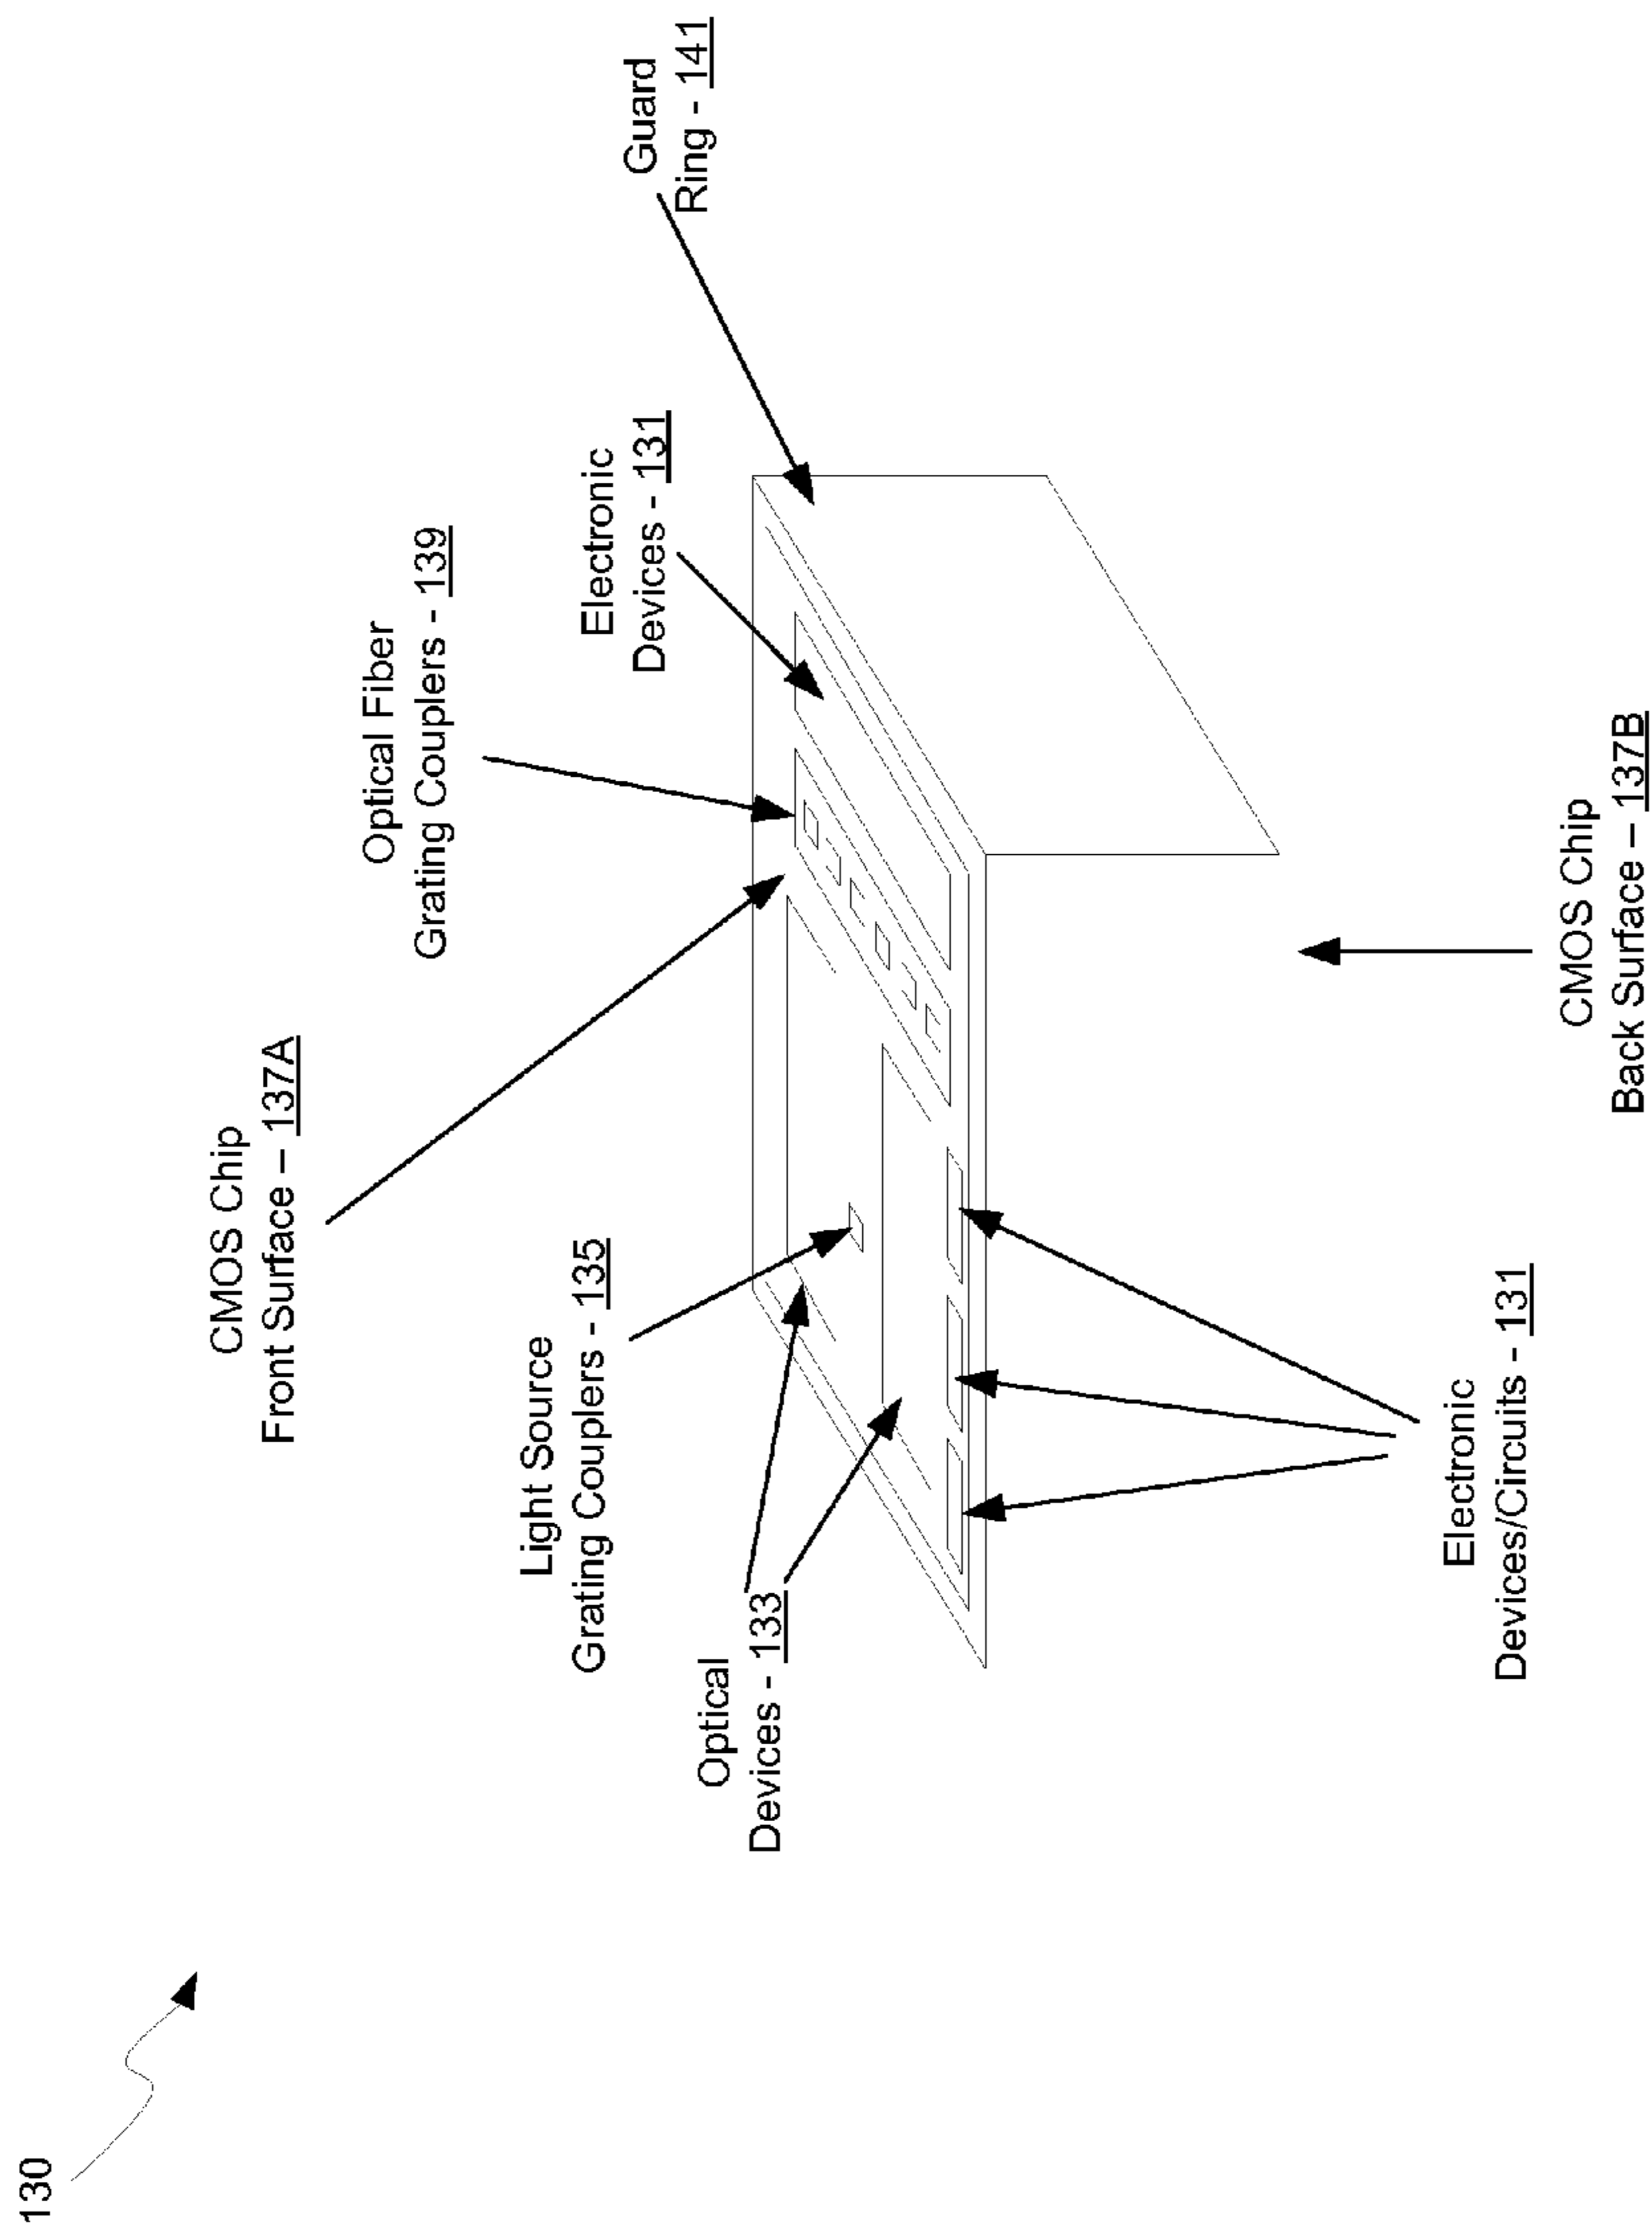 130
CMOS Chip
Front Surface – 137A
Optical Fiber
Grating Couplers - 139
Light Source
Grating Couplers - 135
Electronic
Devices - 131
Guard
Ring - 141
Optical
Devices - 133
Electronic
Devices/Circuits - 131
CMOS Chip
Back Surface – 137B